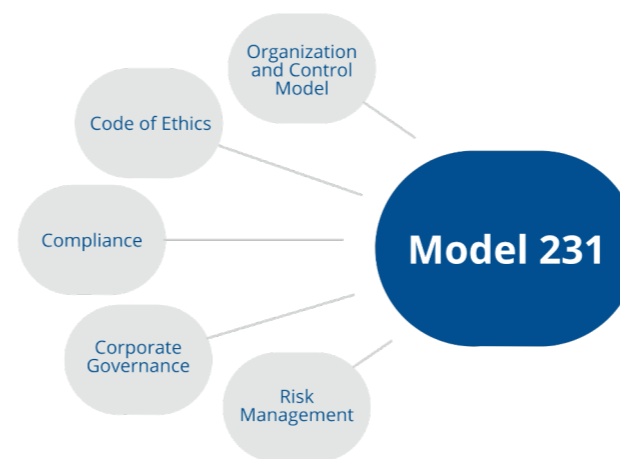 Organization
and Control
Model
Code of Ethics
Compliance
Model 231
Corporate
Governance
Risk
Management